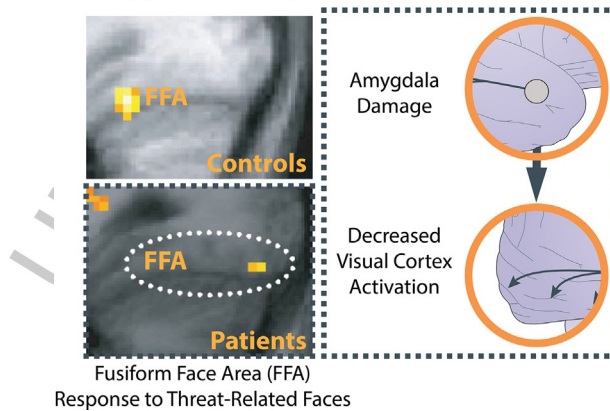 FFA
Controls
FFA
Patients
Fusiform Face Area (FFA)
Response to Threat-Related Faces
Amygdala
Damage
Decreased
Visual Cortex
Activation